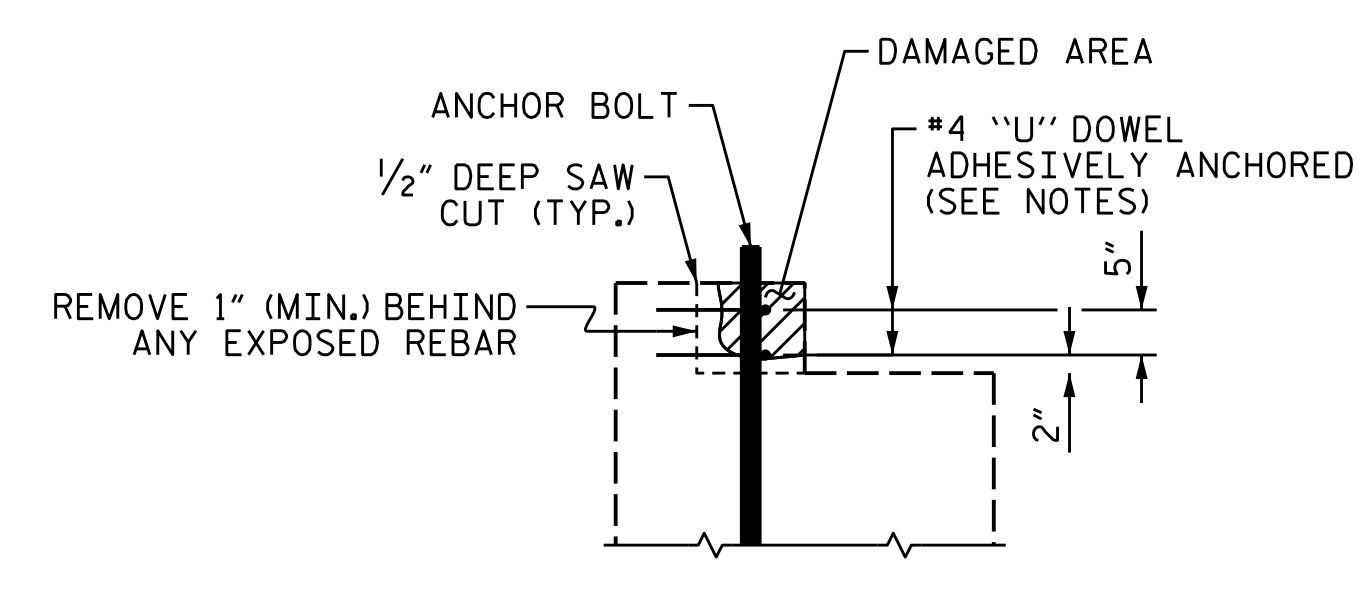 DAMAGED AREA
ANCHOR BOLT
#4 "U" DOWEL
ADHESIVELY ANCHORED
(SEE NOTES)
1/2" DEEP SAW
CUT (TYP.)
5"
REMOVE 1" (MIN.) BEHIND
ANY EXPOSED REBAR
2"